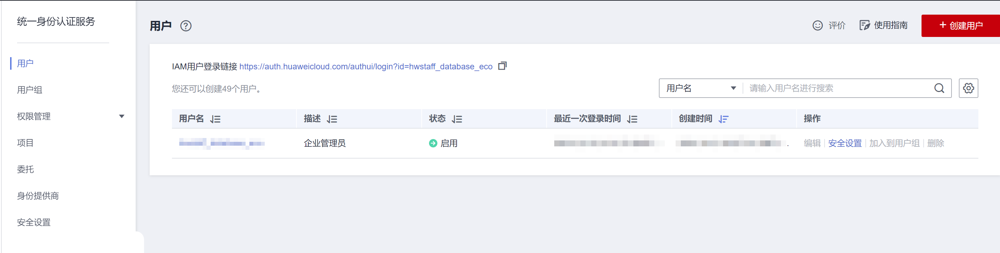 统一身份认证服务
用户
用户组
权限管理
项目
委托
身份提供商
安全设置
用户 ?
评价 使用指南 + 创建用户
IAM用户登录链接 https://auth.huaweicloud.com/authui/login?id=hwstaff_database_eco
您还可以创建49个用户。
用户名 请输入用户名进行搜索
用户名 描述 状态 最近一次登录时间 创建时间 操作
企业管理员 启用 编辑 安全设置 加入到用户组 删除